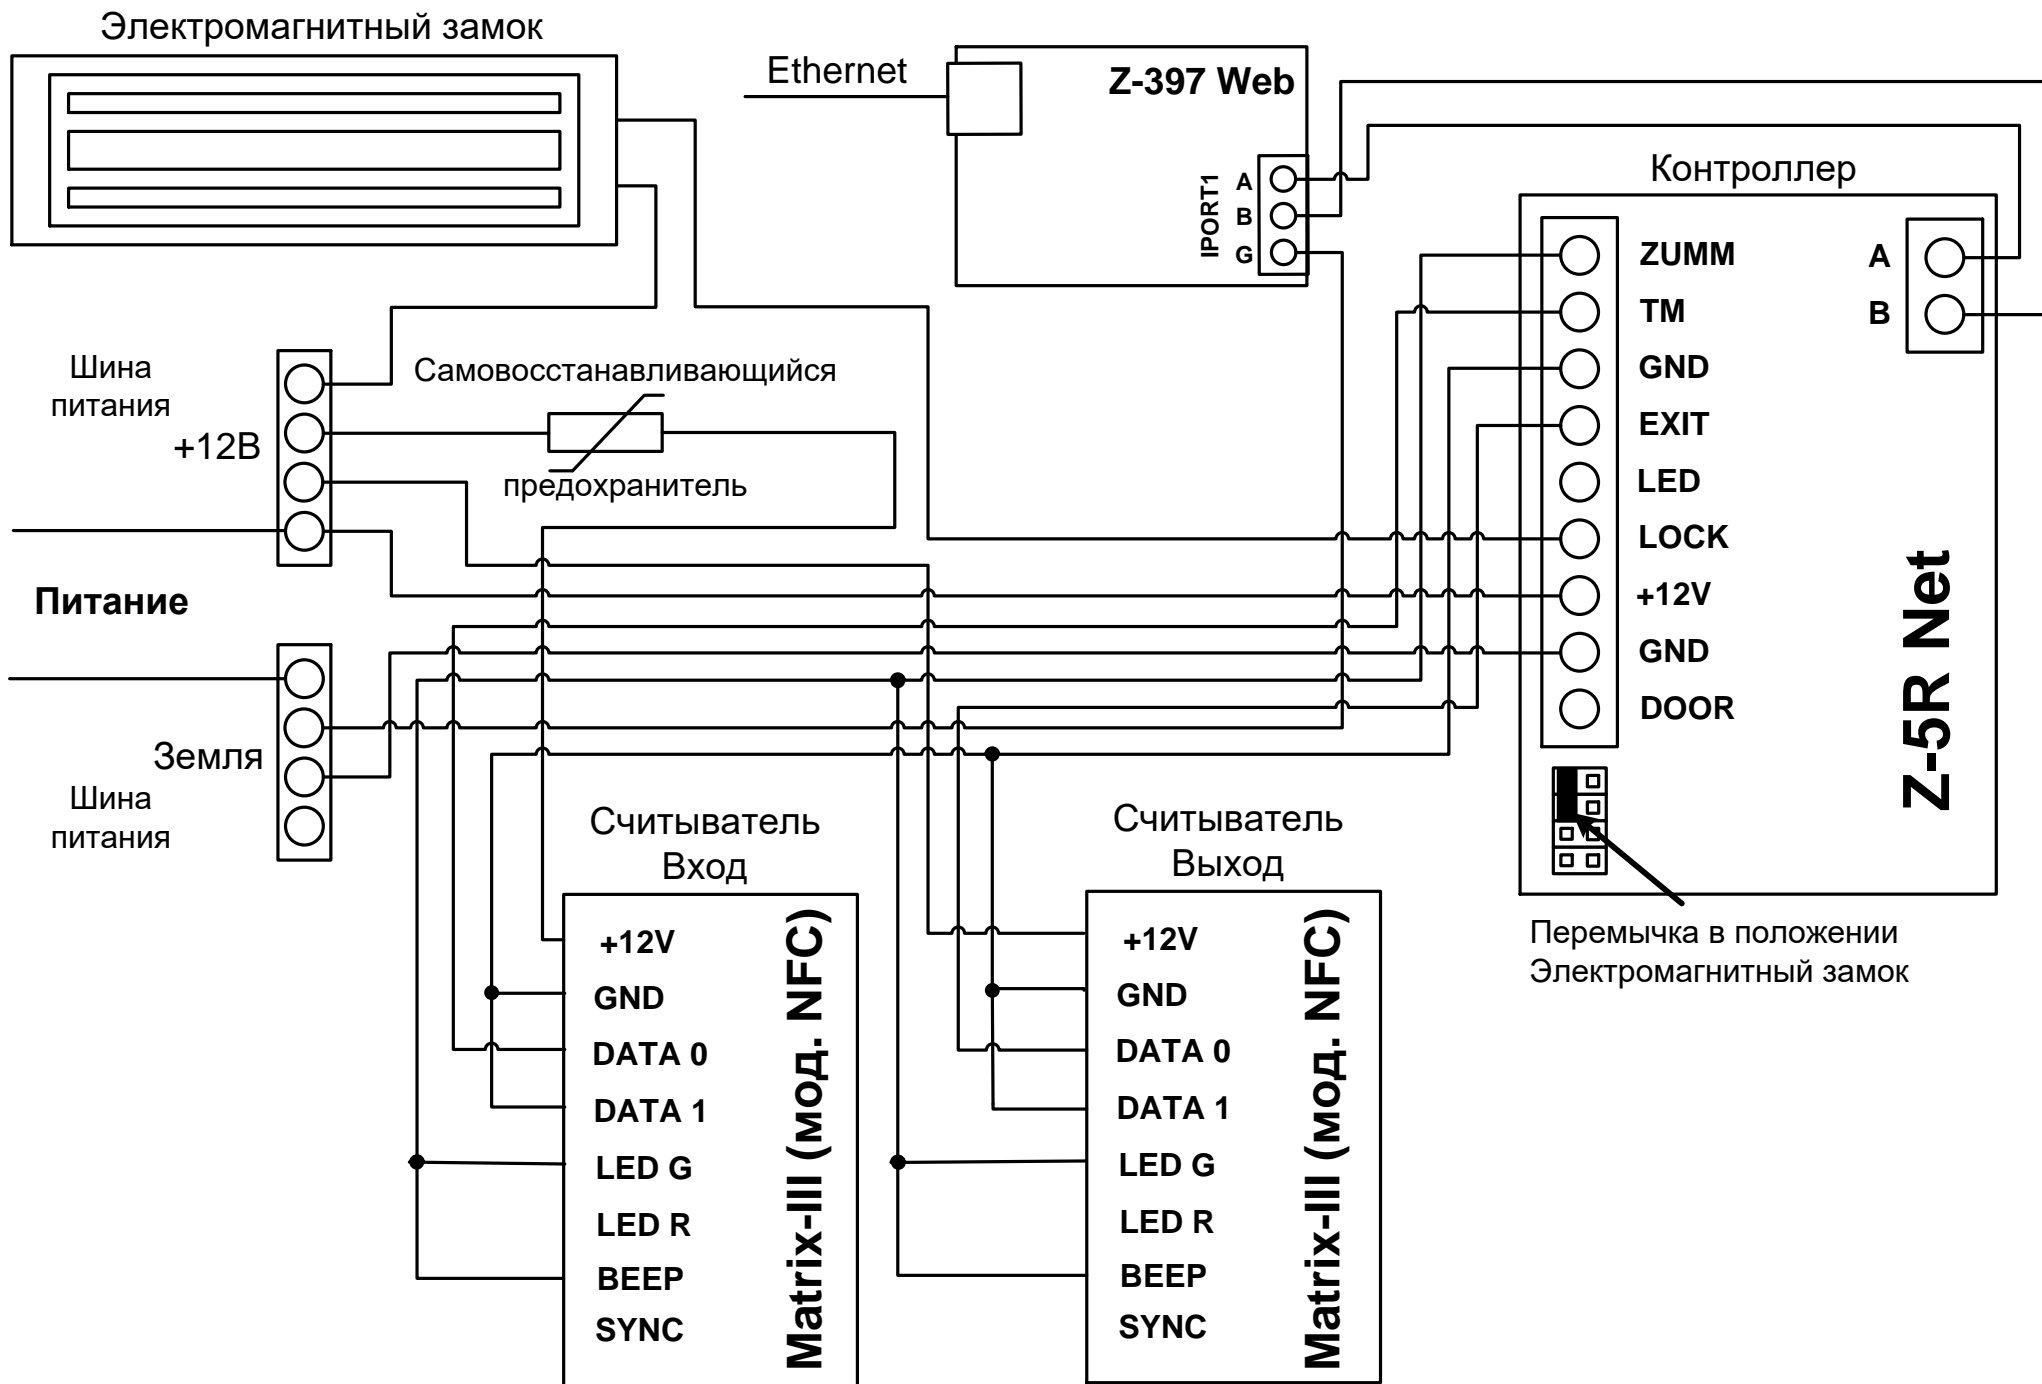 Электромагнитный замок
Ethernet
Z-397 Web
IPORT1
A
B
G
Контроллер
ZUMM
TM
GND
EXIT
LED
LOCK
+12V
GND
DOOR
A
B
Z-5R Net
Шина
питания
+12В
Самовосстанавливающийся
предохранитель
Питание
Земля
Шина
питания
Считыватель
Вход
+12V
GND
DATA 0
DATA 1
LED G
LED R
BEEP
SYNC
Matrix-III (мод. NFC)
Считыватель
Выход
+12V
GND
DATA 0
DATA 1
LED G
LED R
BEEP
SYNC
Matrix-III (мод. NFC)
Перемычка в положении
Электромагнитный замок